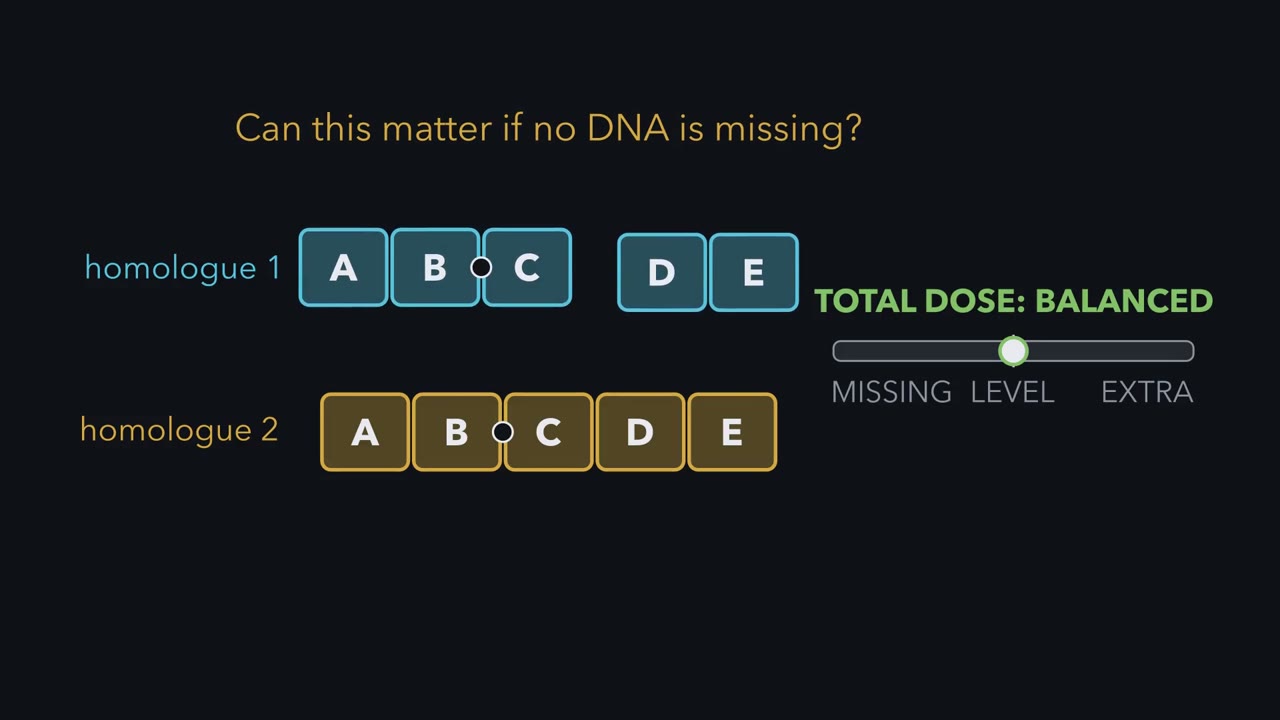 Can this matter if no DNA is missing?
homologue 1 A B C D E
TOTAL DOSE: BALANCED
MISSING LEVEL EXTRA
homologue 2 A B C D E